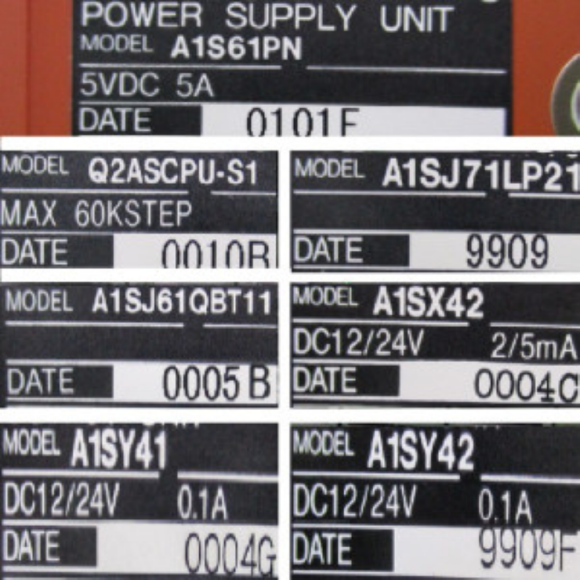 POWER SUPPLY UNIT
MODEL A1S61PN
5VDC 5A
DATE 0101F
MODEL Q2ASCPU-S1
MAX 60KSTEP
DATE 0010B
MODEL A1SJ71LP21
DATE 9909
MODEL A1SJ61QBT11
DATE 0005 B
MODEL A1SX42
DC12/24V 2/5mA
DATE 0004C
MODEL A1SY41
DC12/24V 0.1A
DATE 0004G
MODEL A1SY42
DC12/24V 0.1A
DATE 9909F